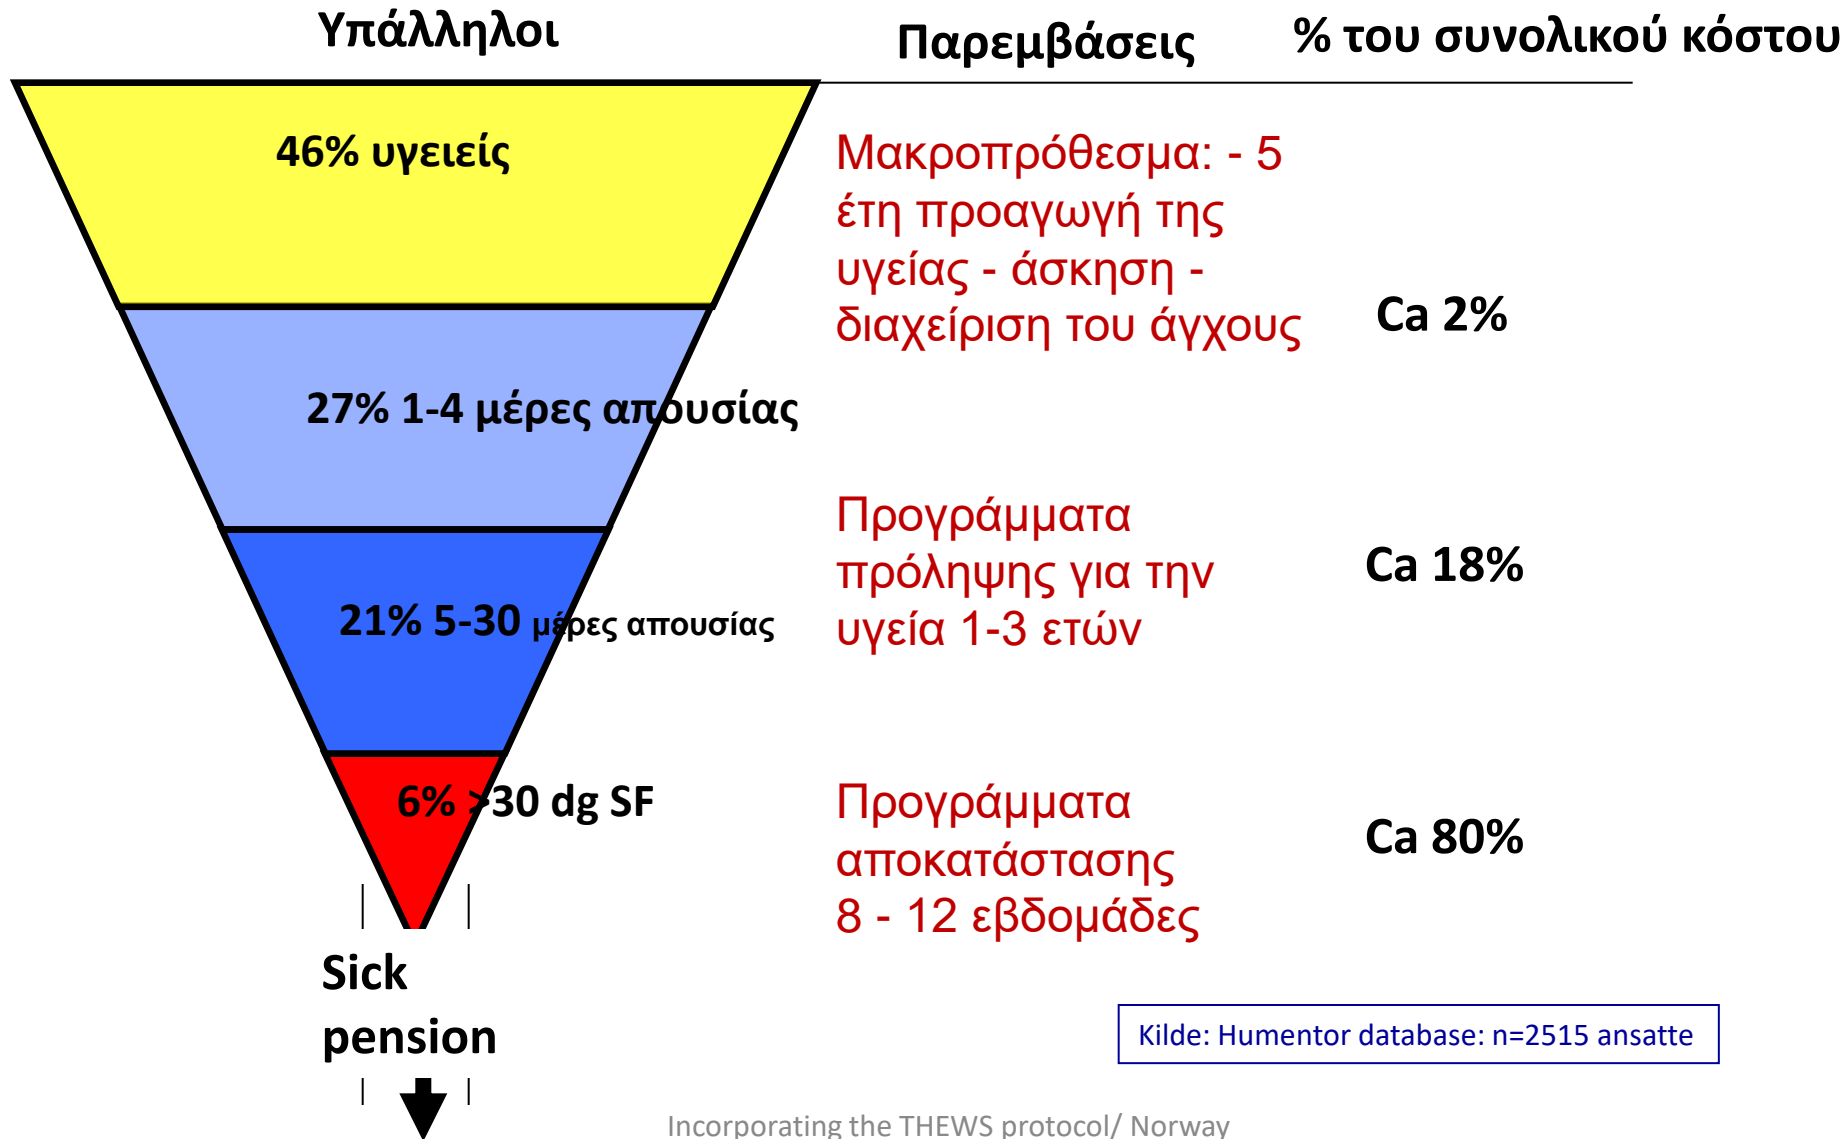 Υπάλληλοι
Παρεμβάσεις
% του συνολικού κόστου
46% υγειείς
Μακροπρόθεσμα: - 5
έτη προαγωγή της
υγείας - άσκηση -
διαχείριση του άγχους
Ca 2%
27% 1-4 μέρες απουσίας
Προγράμματα
πρόληψης για την
υγεία 1-3 ετών
Ca 18%
21% 5-30 μέρες απουσίας
6% >30 dg SF
Προγράμματα
αποκατάστασης
8 - 12 εβδομάδες
Ca 80%
Sick
pension
Kilde: Humentor database: n=2515 ansatte
Incorporating the THEWS protocol/ Norway